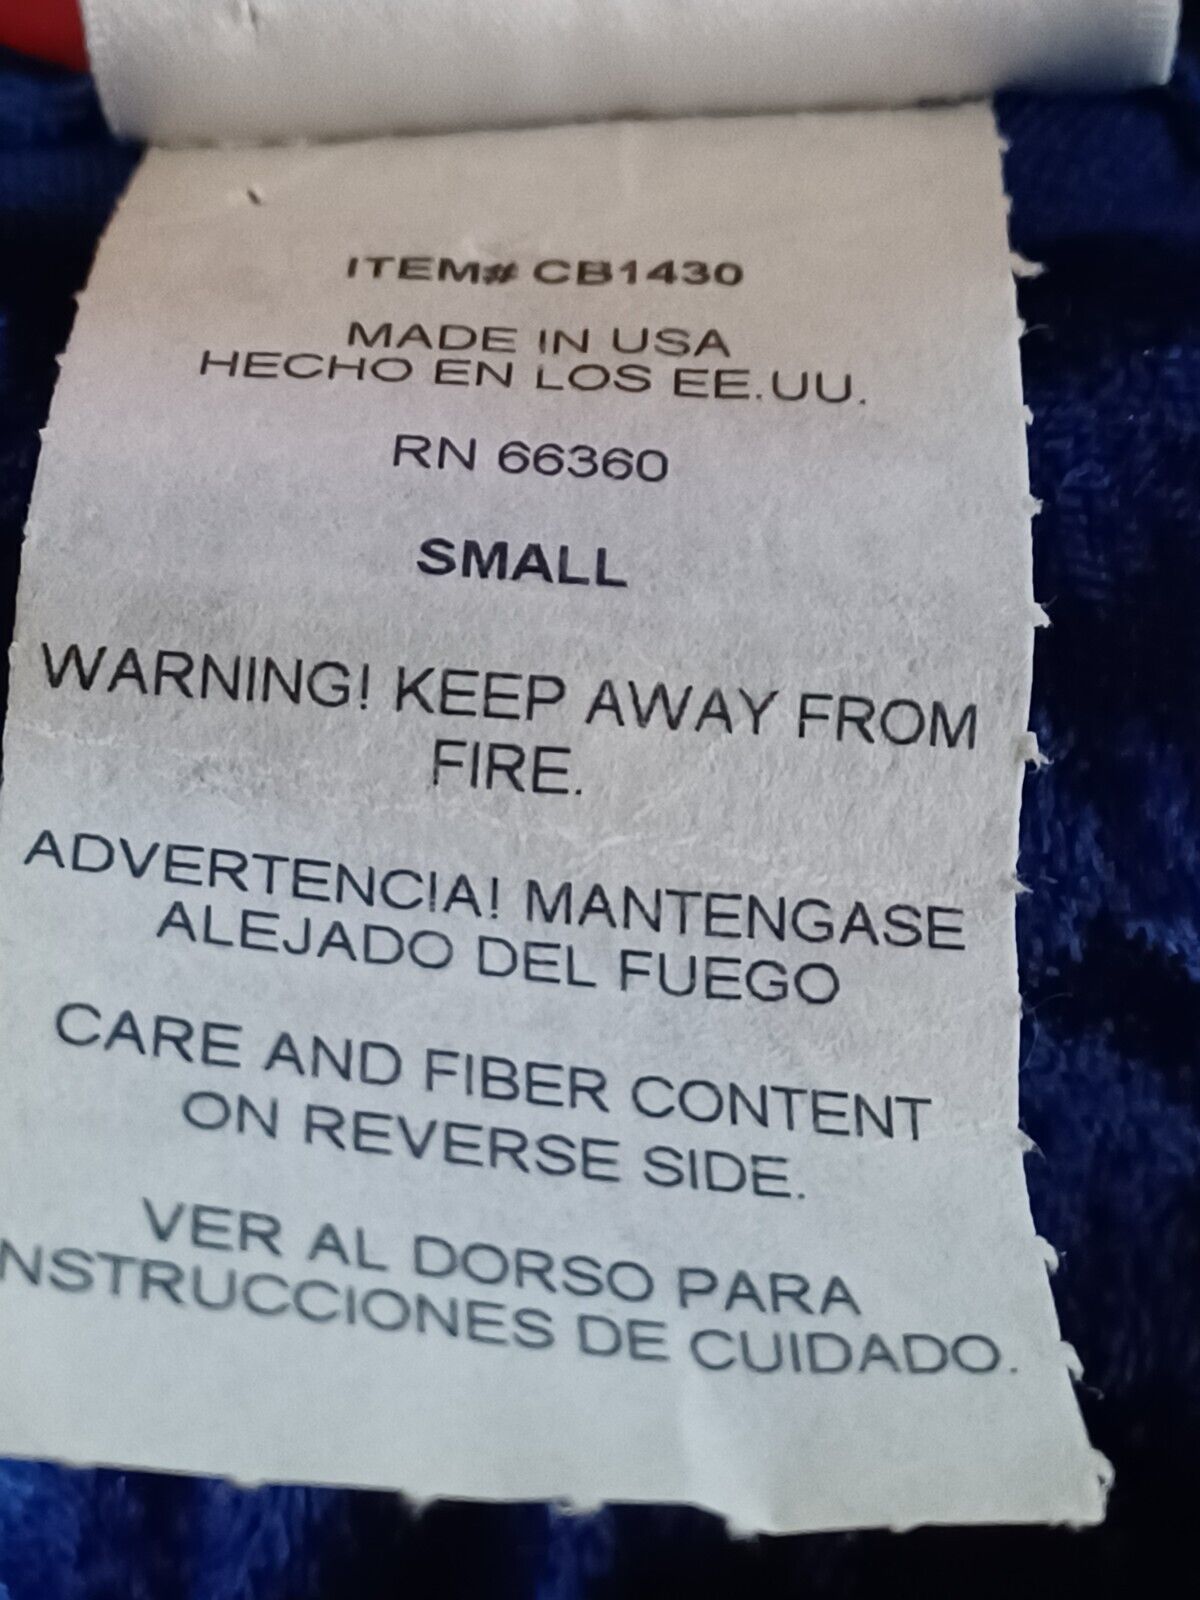 ITEM# CB1430
MADE IN USA
HECHO EN LOS EE.UU.
RN 66360
SMALL
WARNING! KEEP AWAY FROM
FIRE.
ADVERTENCIA! MANTENGASE
ALEJADO DEL FUEGO
CARE AND FIBER CONTENT
ON REVERSE SIDE.
VER AL DORSO PARA
NSTRUCCIONES DE CUIDADO.